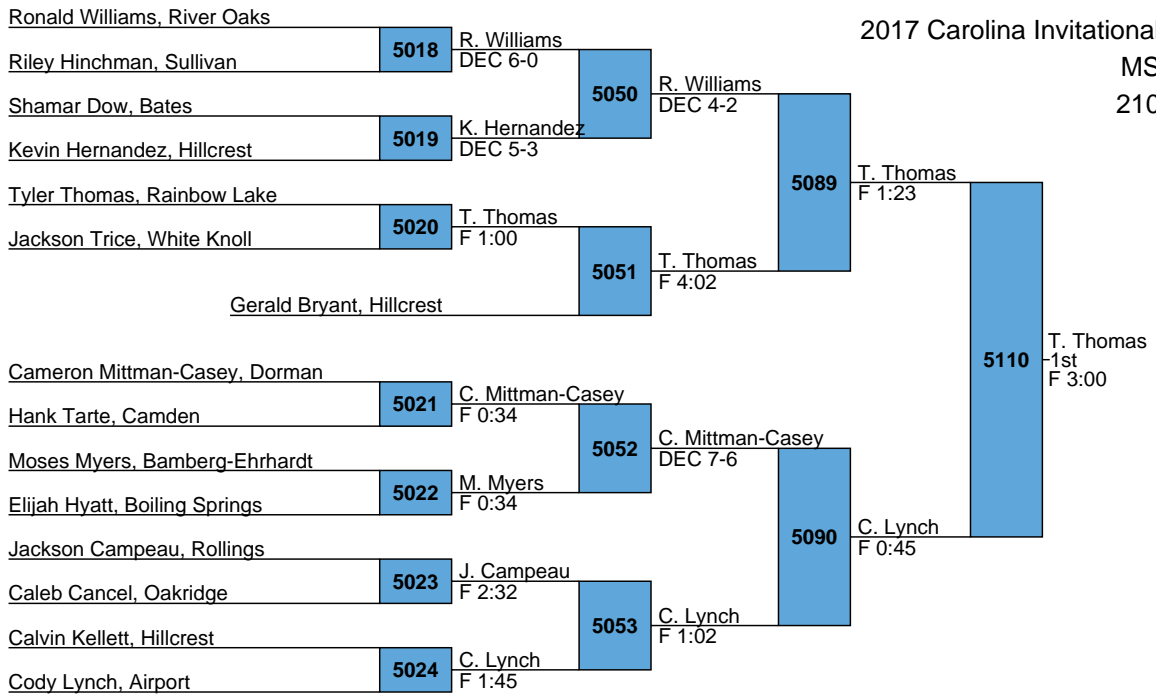 2017 Carolina Invitational
MS
210
Ronald Williams, River Oaks
5018
Riley Hinchman, Sullivan
R. Williams
DEC 6-0
Shamar Dow, Bates
5019
Kevin Hernandez, Hillcrest
K. Hernandez
DEC 5-3
5050
R. Williams
DEC 4-2
Tyler Thomas, Rainbow Lake
5020
Jackson Trice, White Knoll
T. Thomas
F 1:00
Gerald Bryant, Hillcrest
5051
T. Thomas
F 4:02
5089
T. Thomas
F 1:23
Cameron Mittman-Casey, Dorman
5021
Hank Tarte, Camden
C. Mittman-Casey
F 0:34
Moses Myers, Bamberg-Ehrhardt
5022
Elijah Hyatt, Boiling Springs
M. Myers
F 0:34
5052
C. Mittman-Casey
DEC 7-6
Jackson Campeau, Rollings
5023
Caleb Cancel, Oakridge
J. Campeau
F 2:32
Calvin Kellett, Hillcrest
5024
Cody Lynch, Airport
C. Lynch
F 1:45
5053
C. Lynch
F 1:02
5090
C. Lynch
F 0:45
5110
T. Thomas
1st
F 3:00